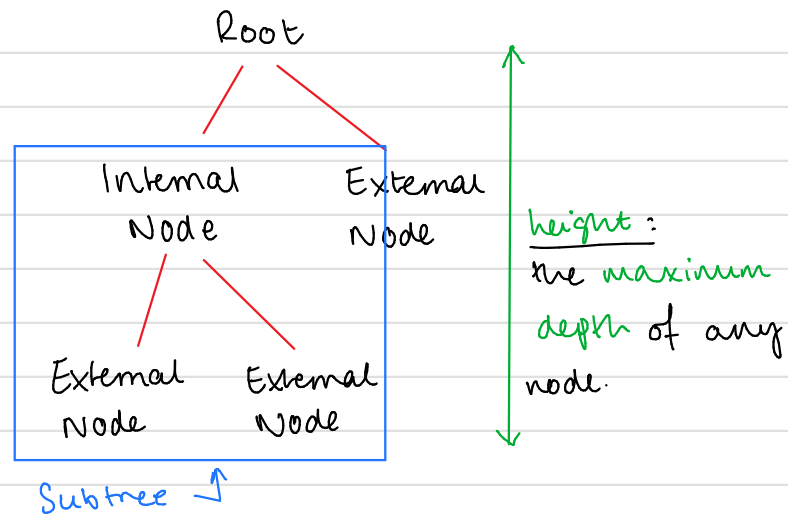 Root
Internal
Node
External
Node
height:
the maximum
depth of any
node.
External
Node
External
Node
Subtree